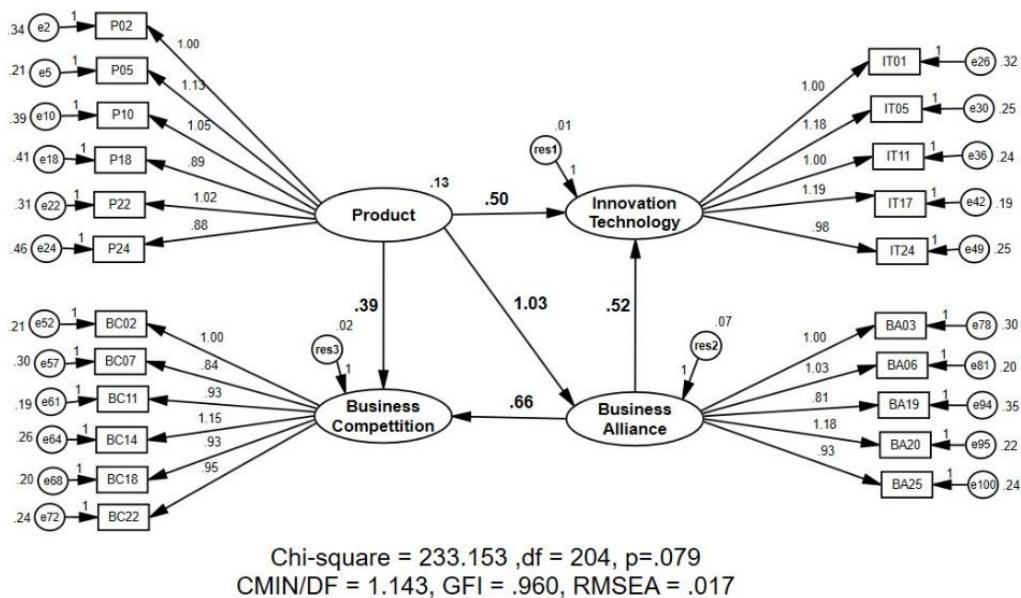 .34 e2 1 P02 1.00
.21 e5 1 P05 1.13
.39 e10 1 P10 1.05
.41 e18 1 P18 .89
.31 e22 1 P22 1.02
.46 e24 1 P24 .88
Product .13
.50
.01
res1
1
Innovation
Technology
1.00 IT01 1 e26 .32
1.18 IT05 1 e30 .25
1.00 IT11 1 e36 .24
1.19 IT17 1 e42 .19
.98 IT24 1 e49 .25
.39
1.03
.52
.21 e52 1 BC02 1.00
.30 e57 1 BC07 .84
.19 e61 1 BC11 .93
.26 e64 1 BC14 1.15
.20 e68 1 BC18 .93
.24 e72 1 BC22 .95
.02
res3
1
Business
Compettition
.66
.07
res2
1
Business
Alliance
1.00 BA03 1 e78 .30
1.03 BA06 1 e81 .20
.81 BA19 1 e94 .35
1.18 BA20 1 e95 .22
.93 BA25 1 e100 .24
Chi-square = 233.153 ,df = 204, p=.079
CMIN/DF = 1.143, GFI = .960, RMSEA = .017